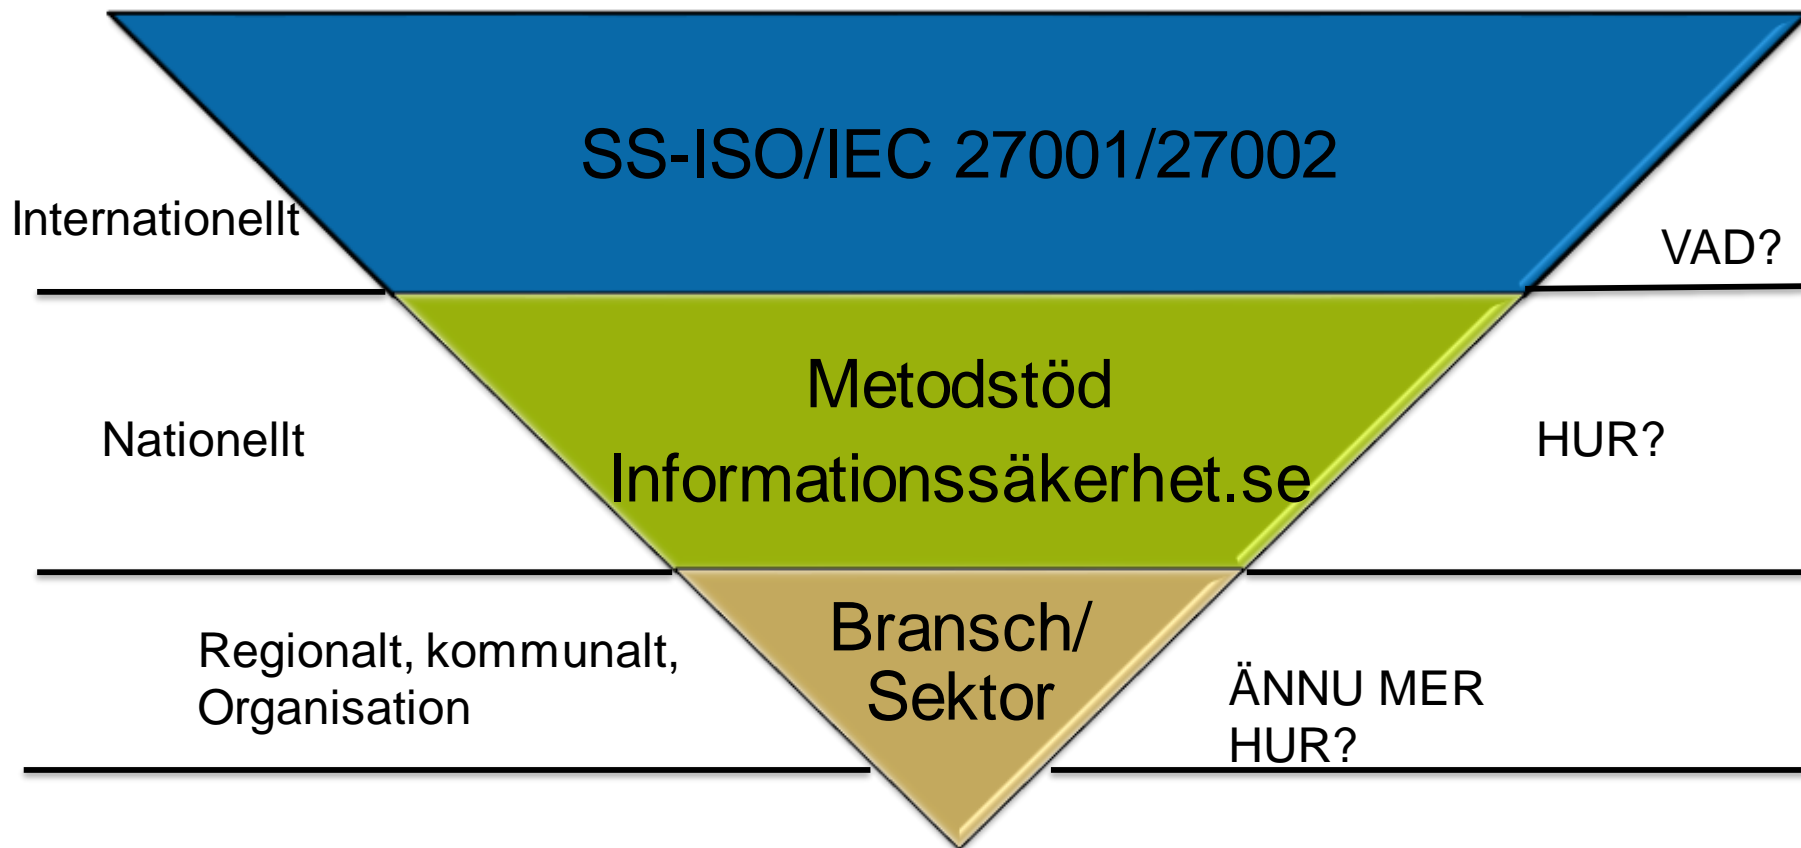 SS-ISO/IEC 27001/27002
Internationellt
VAD?
Metodstöd
Informationssäkerhet.se
Nationellt
HUR?
Bransch/
Sektor
Regionalt, kommunalt,
Organisation
ÄNNU MER
HUR?